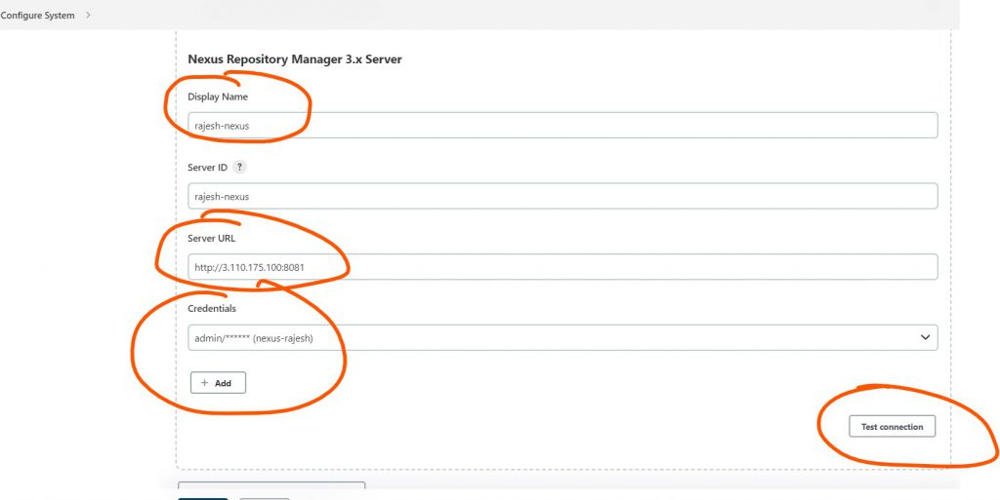 Configure System
Nexus Repository Manager 3.x Server
Display Name
rajesh-nexus
Server ID ?
rajesh-nexus
Server URL
http://3.110.175.100:8081
Credentials
admin/****** (nexus-rajesh)
+ Add
Test connection